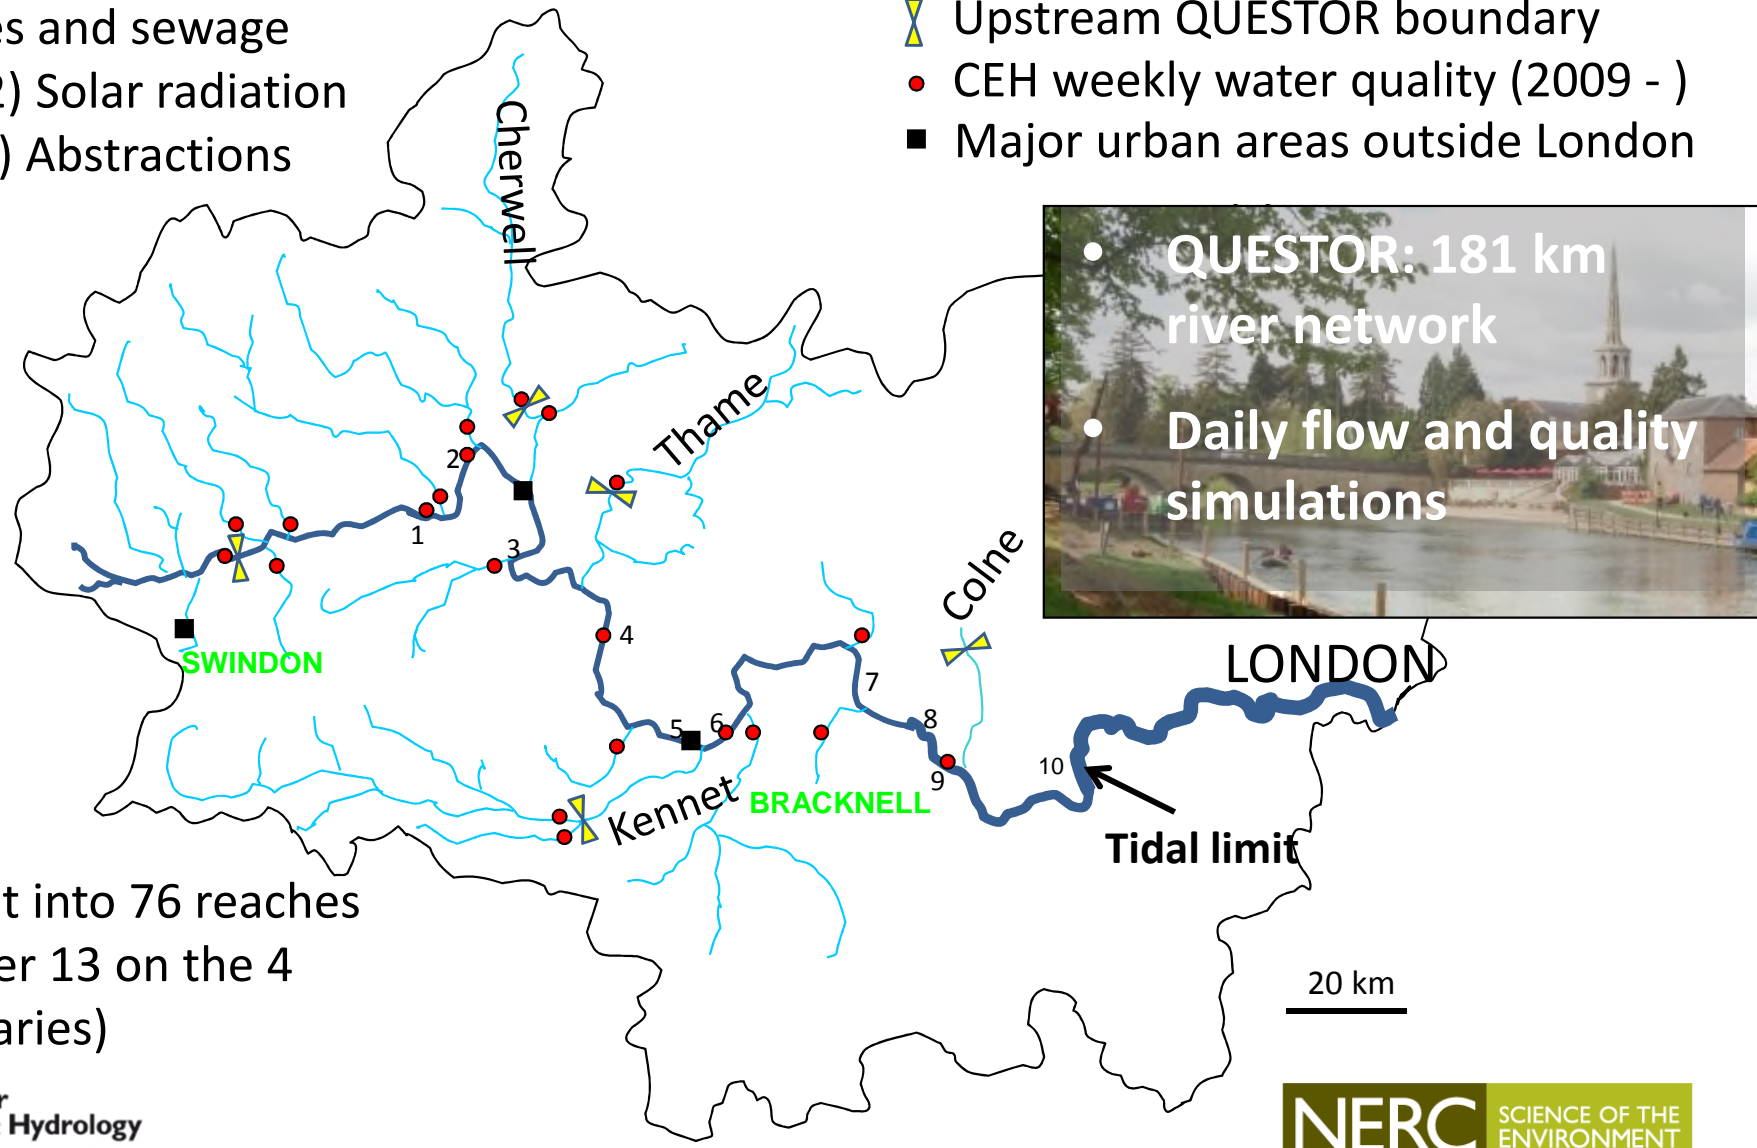 es and sewage
2) Solar radiation
) Abstractions
Upstream QUESTOR boundary
CEH weekly water quality (2009 - )
Major urban areas outside London
• QUESTOR: 181 km
river network
• Daily flow and quality
simulations
Cherwell
Thame
Colne
Kennet
SWINDON
BRACKNELL
LONDON
1
2
3
4
5
6
7
8
9
10
Tidal limit
20 km
t into 76 reaches
er 13 on the 4
aries)
r
Hydrology
NERC
SCIENCE OF THE
ENVIRONMENT